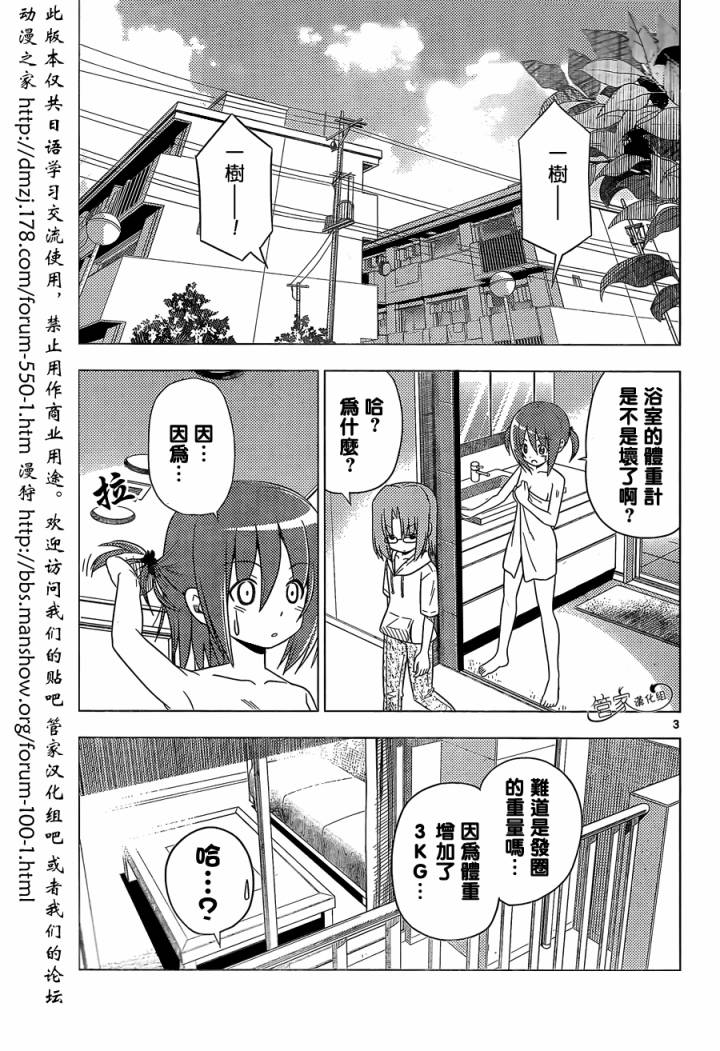 一樹——
一樹——!
浴室的體重計
是不是壞了啊?
哈?
為什麼?
因…
因為…
拉
管家漢化組
3
難道是發圈
的重量嗎…
因為體重
增加了
3KG…
哈…?
此版本仅共日语学习交流使用，禁止用作商业用途。欢迎访问我们的贴吧 管家汉化组吧 或者我们的论坛
动漫之家 http://dmzj.178.com/forum-550-1.htm 漫狩 http://bbs.manshow.org/forum-100-1.html